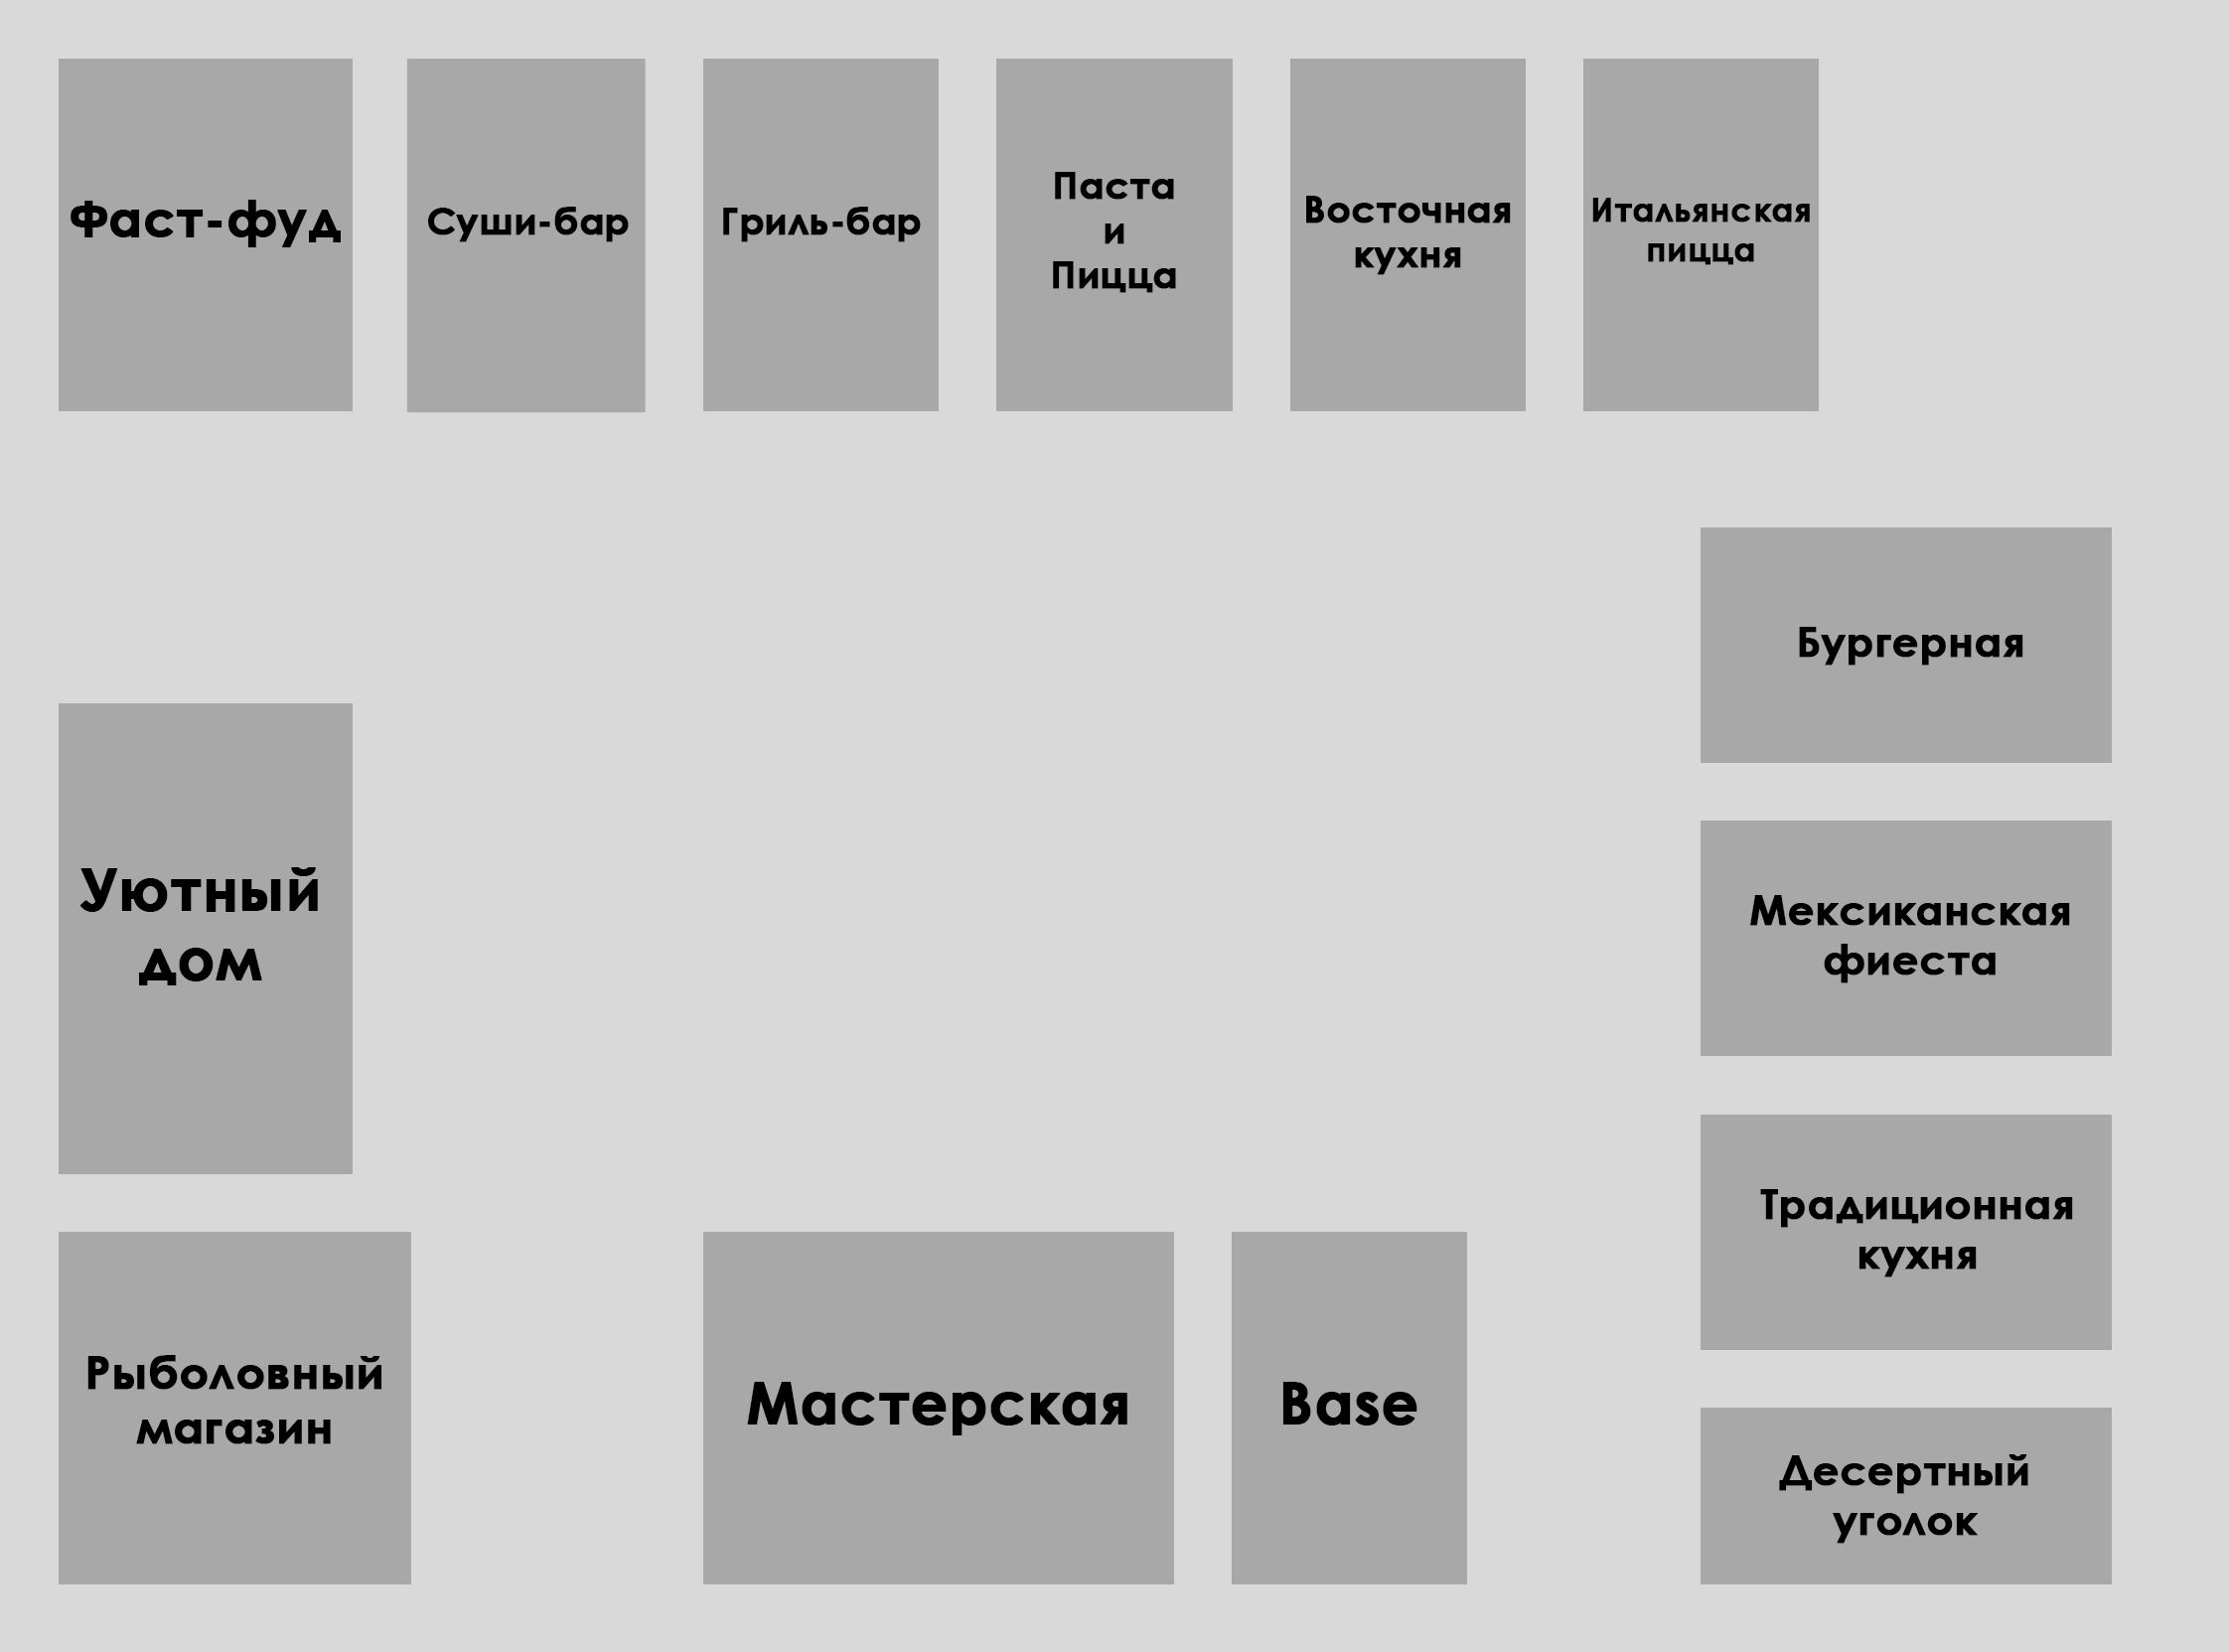 Фаст-фуд
Суши-бар
Гриль-бар
Паста
и
Пицца
Восточная
кухня
Итальянская
пицца
Бургерная
Уютный
дом
Мексиканская
фиеста
Традиционная
кухня
Рыболовный
магазин
Мастерская
Base
Десертный
уголок